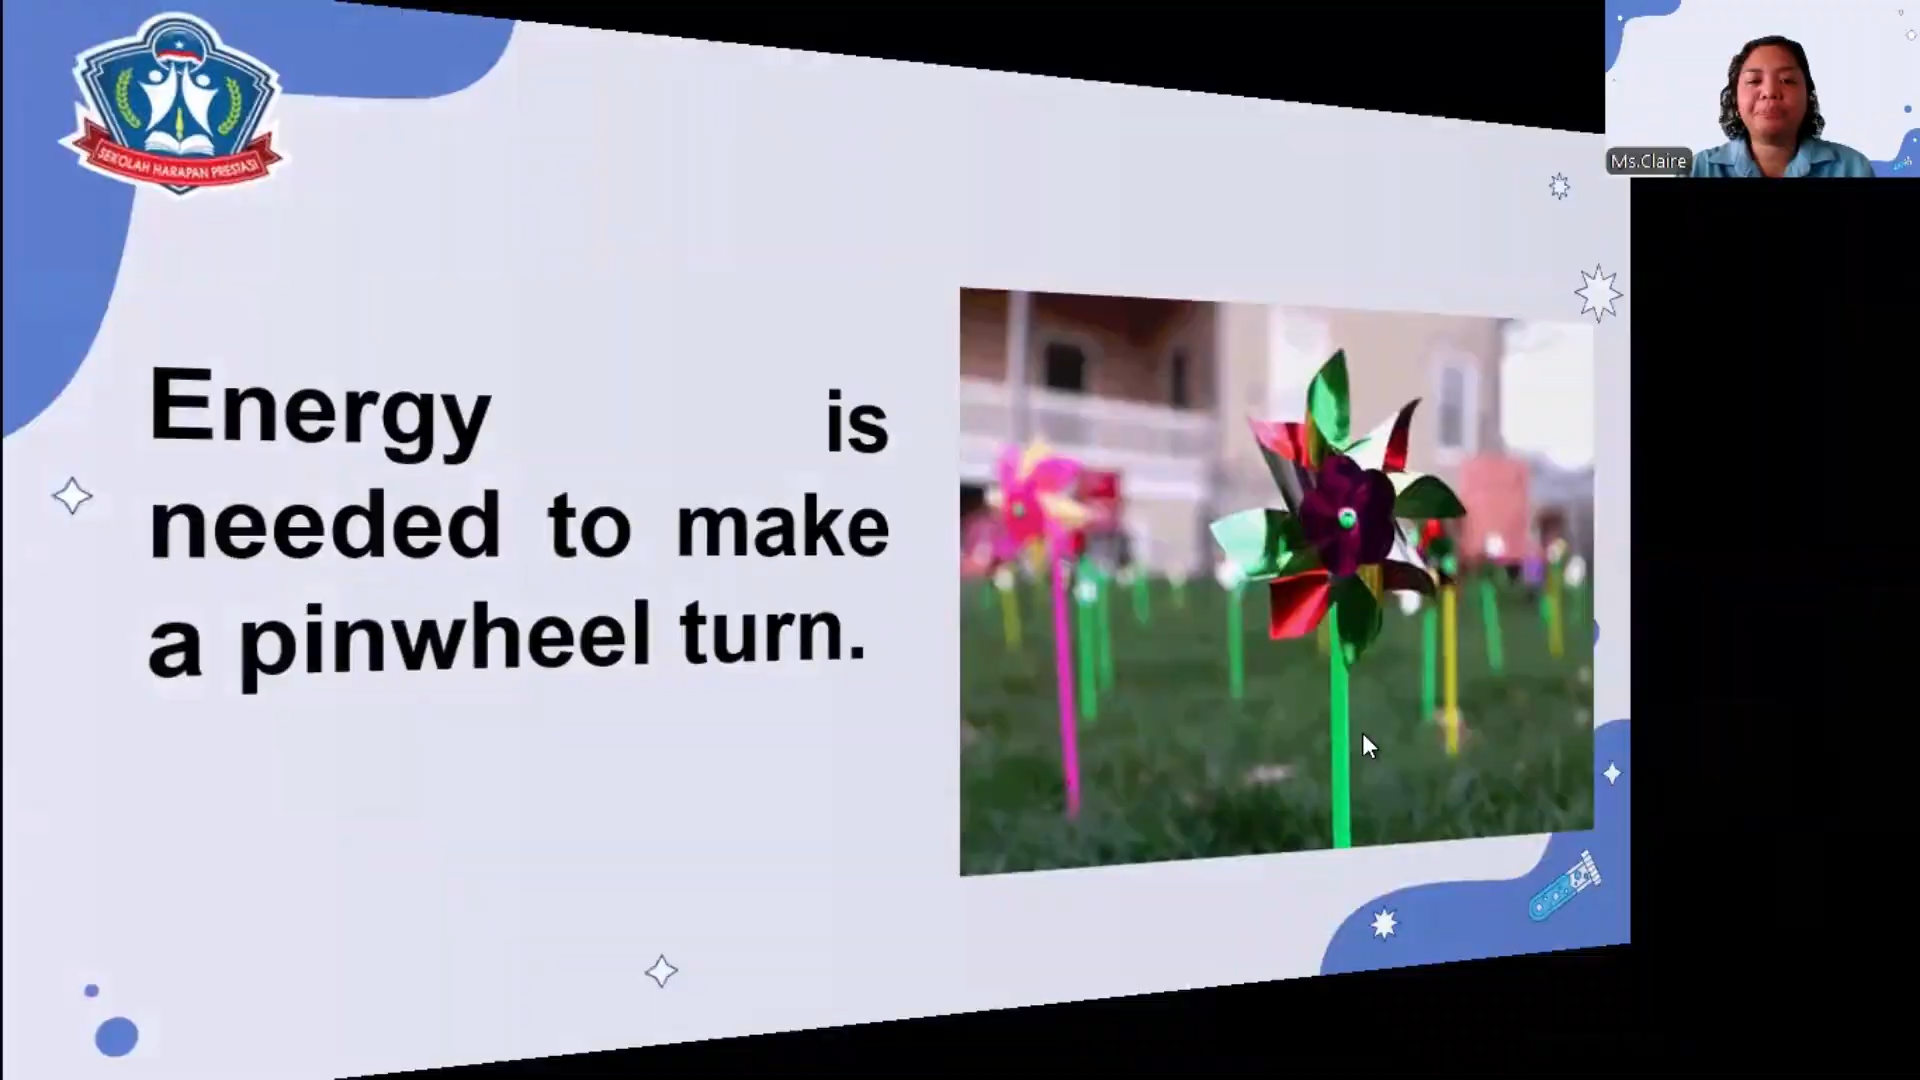 SEKOLAH HARAPAN PRESTASI
Ms.Claire
Energy is
needed to make
a pinwheel turn.